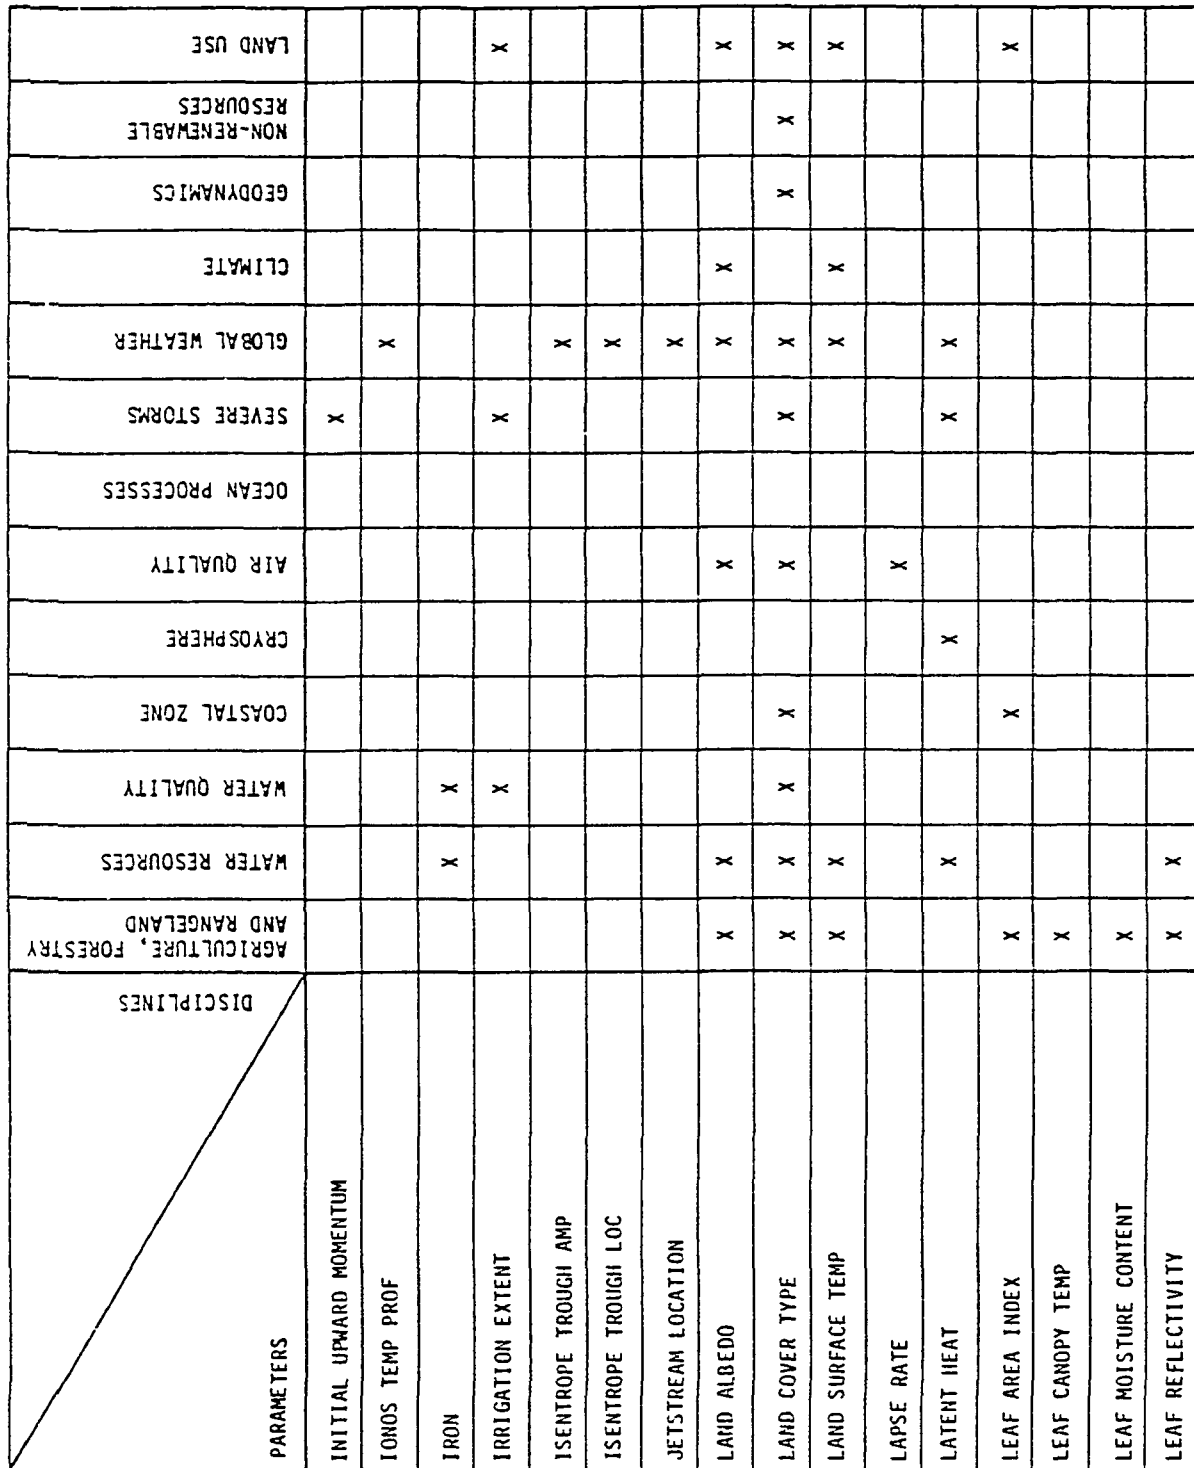 DISCIPLINES
AGRICULTURE, FORESTRY
AND RANGELAND
WATER RESOURCES
WATER QUALITY
COASTAL ZONE
CRYOSPHERE
AIR QUALITY
OCEAN PROCESSES
SEVERE STORMS
GLOBAL WEATHER
CLIMATE
GEODYNAMICS
NON-RENEWABLE
RESOURCES
LAND USE
PARAMETERS
INITIAL UPWARD MOMENTUM X
IONOS TEMP PROF X
IRON X X
IRRIGATION EXTENT X X X
ISENTROPE TROUGH AMP X
ISENTROPE TROUGH LOC X
JETSTREAM LOCATION X
LAND ALBEDO X X X X X X
LAND COVER TYPE X X X X X X X X X X
LAND SURFACE TEMP X X X X X
LAPSE RATE X
LATENT HEAT X X X X
LEAF AREA INDEX X X X
LEAF CANOPY TEMP X
LEAF MOISTURE CONTENT X
LEAF REFLECTIVITY X X